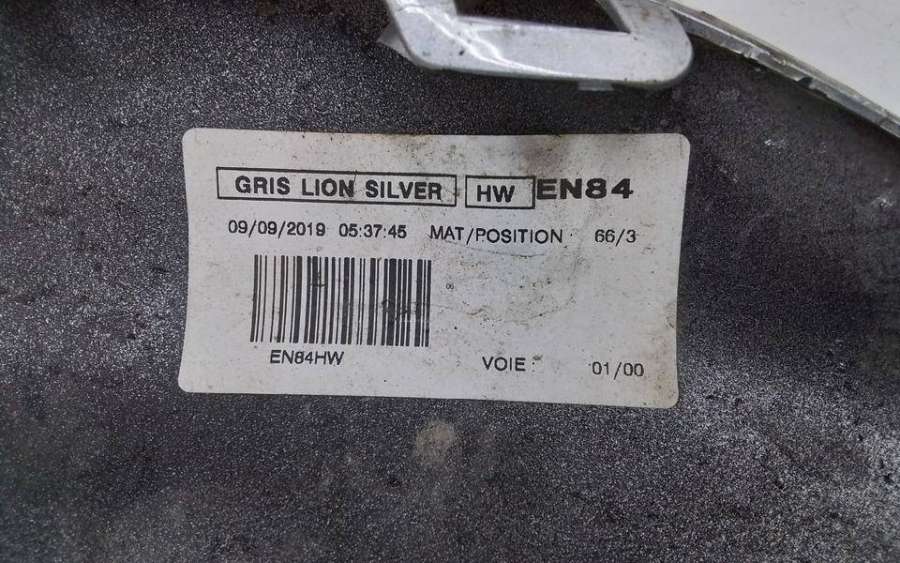 GRIS LION SILVER HW EN84
09/09/2019 05:37:45 MAT/POSITION : 66/3
06
EN84HW
VOIE : 01/00